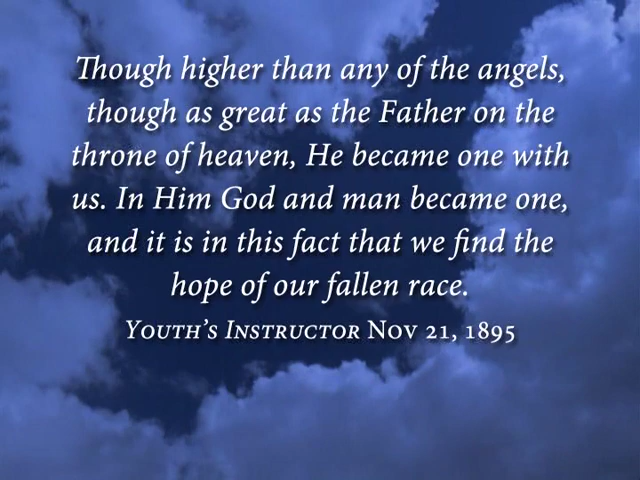 Though higher than any of the angels,
though as great as the Father on the
throne of heaven, He became one with
us. In Him God and man became one,
and it is in this fact that we find the
hope of our fallen race.
Youth's Instructor Nov 21, 1895